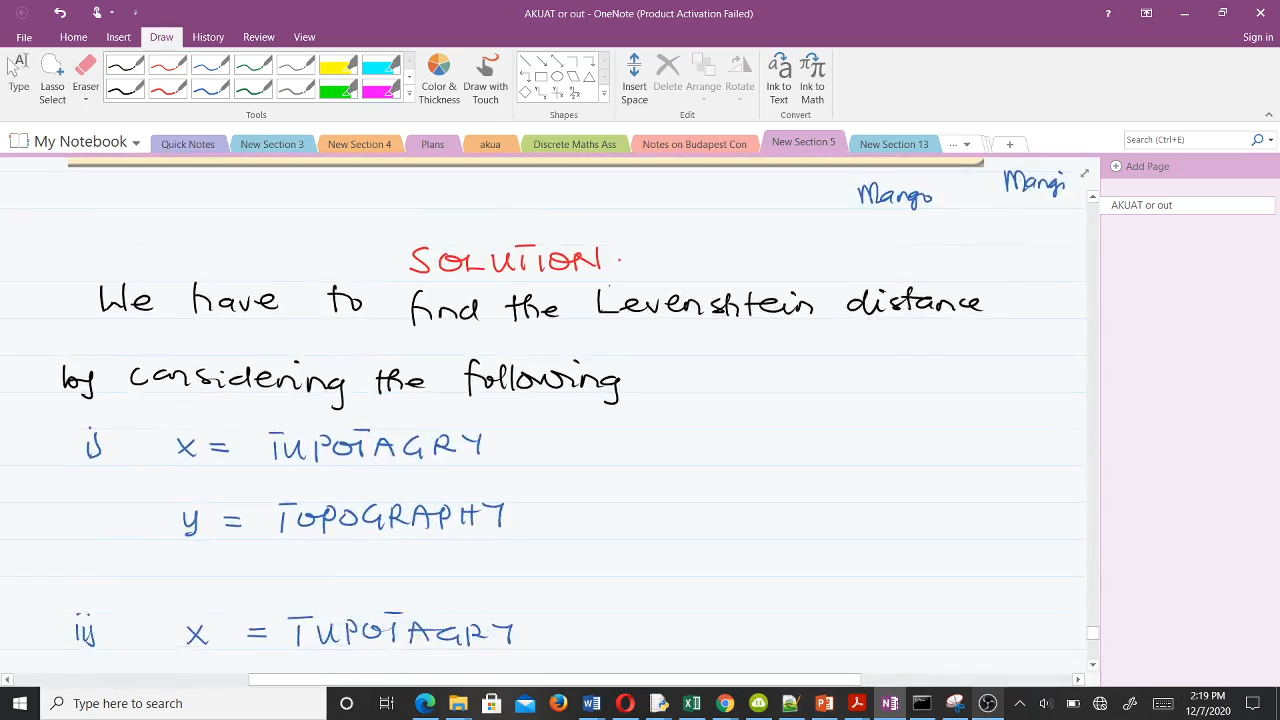 AKUAT or out - OneNote (Product Activation Failed)
File Home Insert Draw History Review View Sign in
Type Lasso Select Eraser Color & Thickness Draw with Touch Insert Space Delete Arrange Rotate Ink to Text Ink to Math
Tools Shapes Edit Convert
My Notebook Quick Notes New Section 3 New Section 4 Plans akua Discrete Maths Ass Notes on Budapest Con New Section 5 New Section 13 ... Search (Ctrl+E)
Add Page
AKUAT or out
Mango Mangi
SOLUTION.
We have to find the Levenshtein distance
by considering the following
i) x = TUPOTAGRY
y = TOPOGRAPHY
ii) x = TUPOTAGRY
Type here to search
2:19 PM
12/7/2020